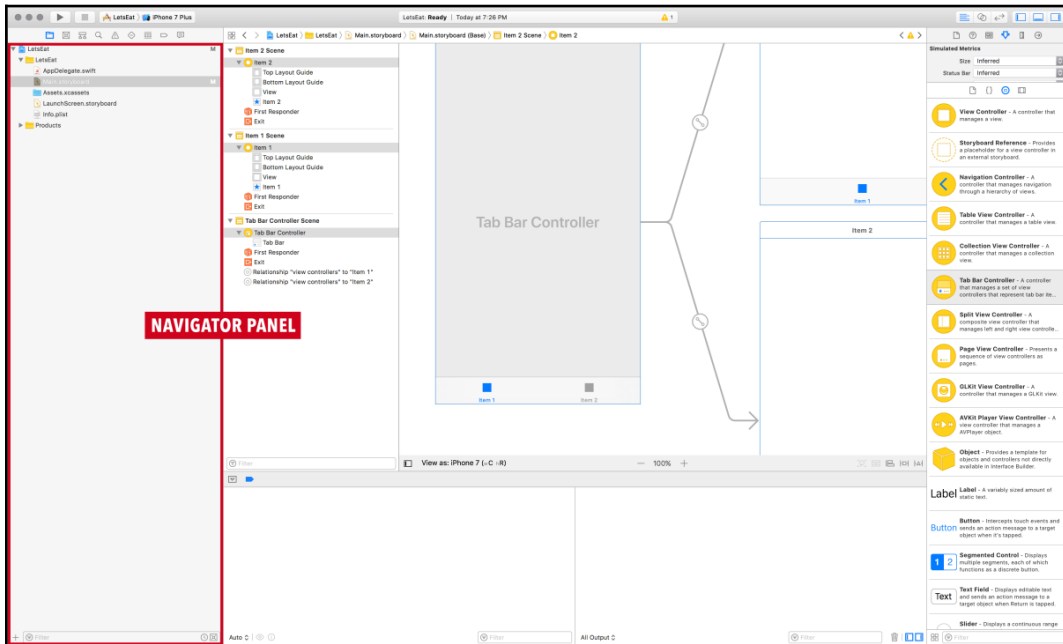 LetsEat
iPhone 7 Plus
LetsEat: Ready | Today at 7:26 PM
1
LetsEat
M
LetsEat
AppDelegate.swift
Main.storyboard
M
Assets.xcassets
LaunchScreen.storyboard
Info.plist
Products
Filter
NAVIGATOR PANEL
LetsEat
LetsEat
Main.storyboard
Main.storyboard (Base)
Item 2 Scene
Item 2
Item 2 Scene
Item 2
Top Layout Guide
Bottom Layout Guide
View
Item 2
First Responder
Exit
Item 1 Scene
Item 1
Top Layout Guide
Bottom Layout Guide
View
Item 1
First Responder
Exit
Tab Bar Controller Scene
Tab Bar Controller
Tab Bar
First Responder
Exit
Relationship "view controllers" to "Item 1"
Relationship "view controllers" to "Item 2"
Filter
Tab Bar Controller
Item 1
Item 2
Item 1
Item 2
View as: iPhone 7 (wC hR)
— 100% +
Auto
Filter
All Output
Filter
Simulated Metrics
Size Inferred
Status Bar Inferred
View Controller - A controller that
manages a view.
Storyboard Reference - Provides
a placeholder for a view controller in
an external storyboard.
Navigation Controller - A
controller that manages navigation
through a hierarchy of views.
Table View Controller - A
controller that manages a table view.
Collection View Controller - A
controller that manages a collection
view.
Tab Bar Controller - A controller
that manages a set of view
controllers that represent tab bar ite...
Split View Controller - A
composite view controller that
manages left and right view controlle...
Page View Controller - Presents a
sequence of view controllers as
pages.
GLKit View Controller - A
controller that manages a GLKit view.
AVKit Player View Controller - A
view controller that manages a
AVPlayer object.
Object - Provides a template for
objects and controllers not directly
available in Interface Builder.
Label
Label - A variably sized amount of
static text.
Button
Button - Intercepts touch events and
sends an action message to a target
object when it's tapped.
1 2
Segmented Control - Displays
multiple segments, each of which
functions as a discrete button.
Text
Text Field - Displays editable text
and sends an action message to a
target object when Return is tapped.
Slider - Displays a continuous range
Filter